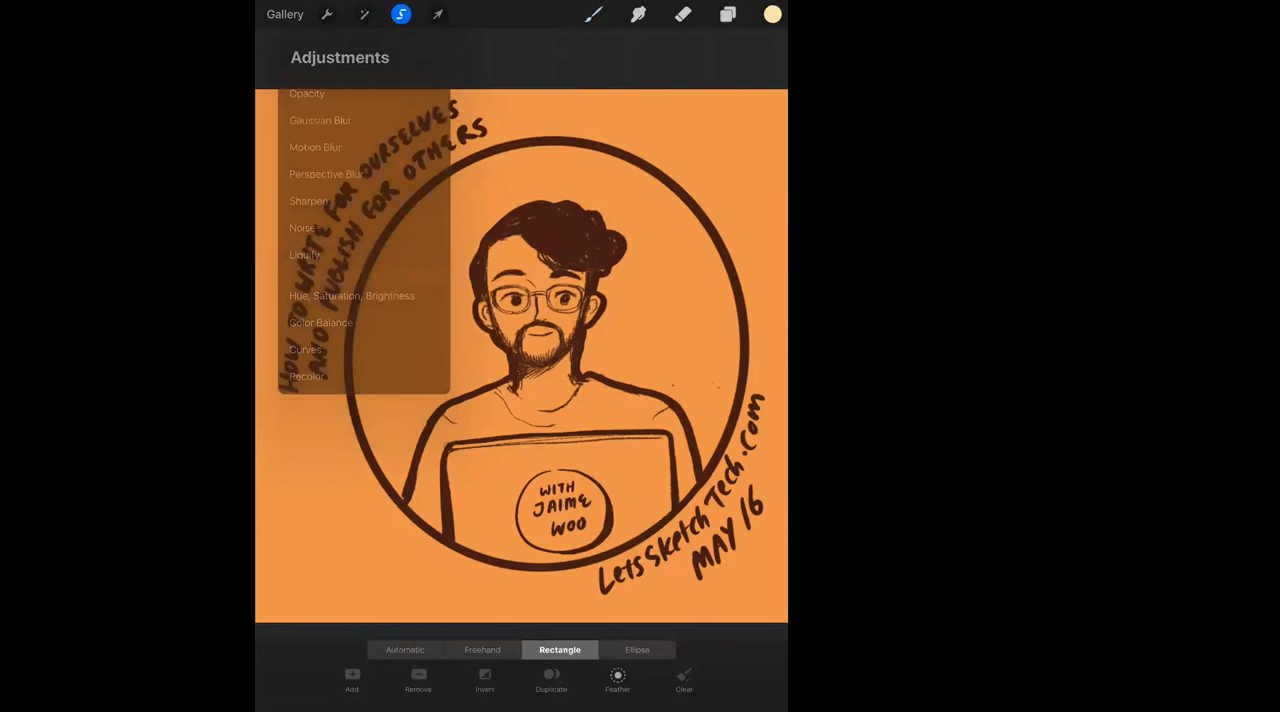 Gallery
Adjustments
Opacity
Gaussian Blur
Motion Blur
Perspective Blur
Sharpen
Noise
Liquify
Hue, Saturation, Brightness
Color Balance
Curves
Recolor
HOW TO WRITE FOR OURSELVES
AND PUBLISH FOR OTHERS
WITH
JAIME
WOO
LetsSketchTech.com
MAY 16
Automatic
Freehand
Rectangle
Ellipse
Add
Remove
Invert
Duplicate
Feather
Clear